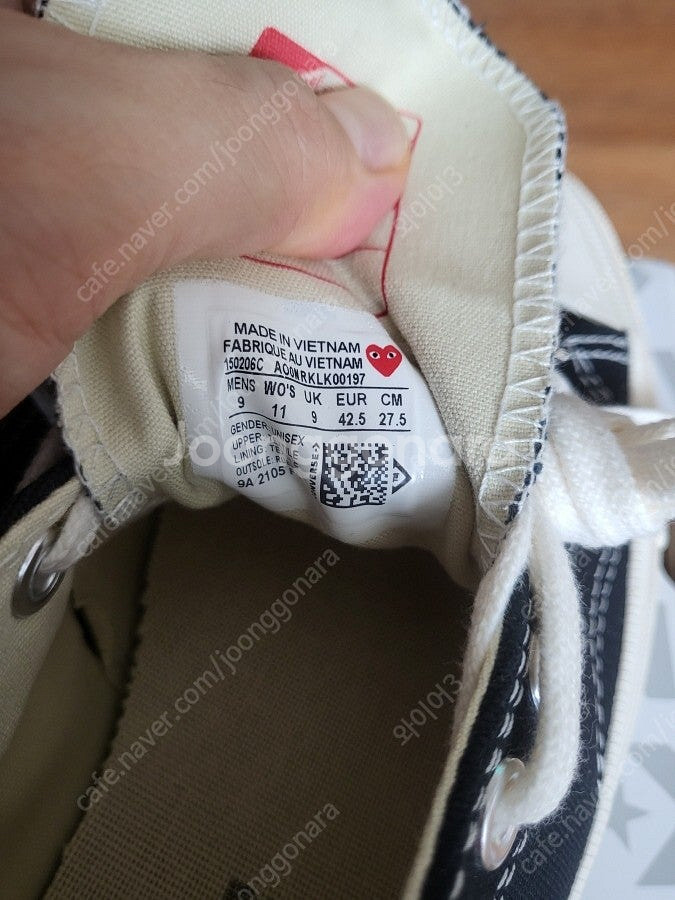 MADE IN VIETNAM
FABRIQUE AU VIETNAM
150206C AO0MRKLK00197
MENS WO'S UK EUR CM
9 11 9 42.5 27.5
GENDER: UNISEX
UPPER:
LINING:
OUTSOLE:
9A 2105
joonggonara
cafe.naver.com/joonggonara
cafe.naver.com/joonggonara
cafe.naver.com/joonggonara